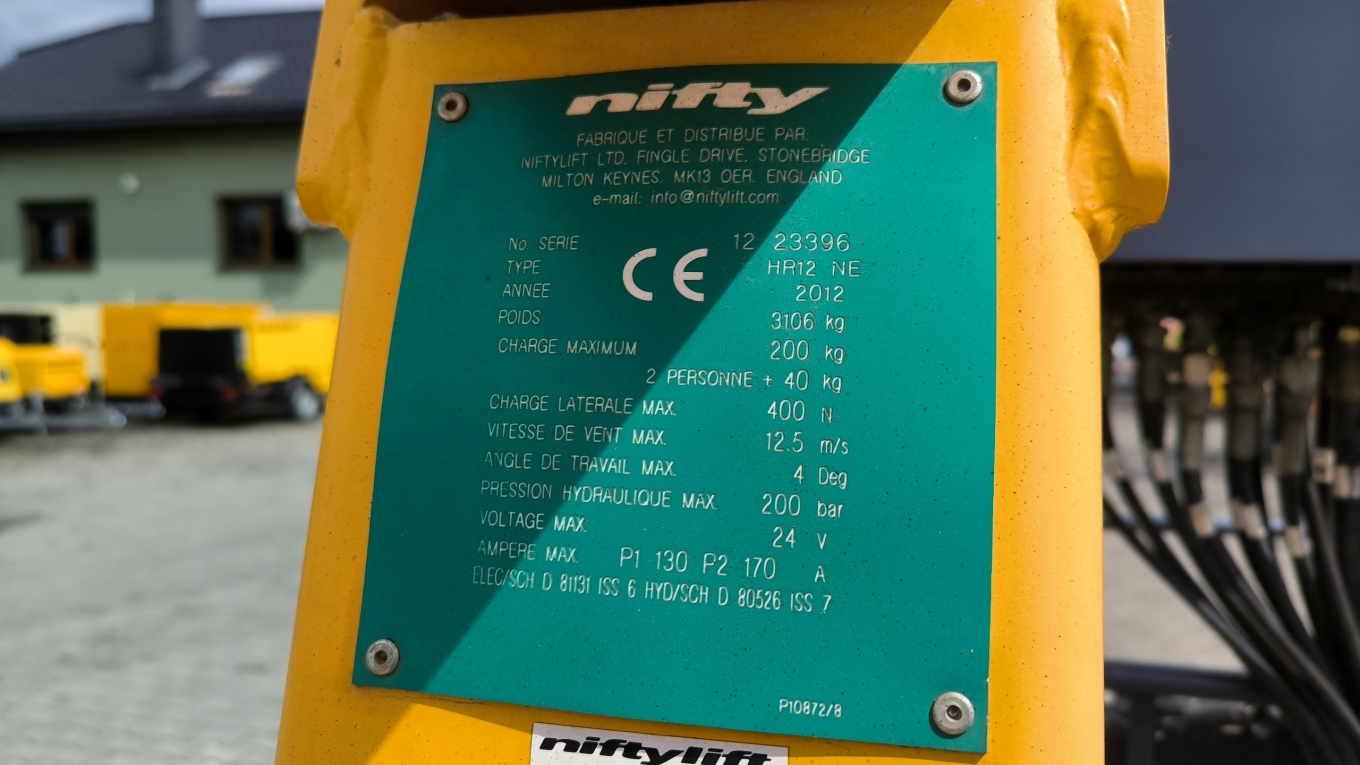 nifty
FABRIQUE ET DISTRIBUE PAR:
NIFTYLIFT LTD. FINGLE DRIVE. STONEBRIDGE
MILTON KEYNES. MK13 OER. ENGLAND
e-mail: info@niftylift.com
No. SERIE 12 23396
TYPE HR12 NE
ANNEE 2012
CE
POIDS 3106 kg
CHARGE MAXIMUM 200 kg
2 PERSONNE + 40 kg
CHARGE LATERALE MAX. 400 N
VITESSE DE VENT MAX. 12.5 m/s
ANGLE DE TRAVAIL MAX. 4 Deg
PRESSION HYDRAULIQUE MAX. 200 bar
VOLTAGE MAX. 24 V
AMPERE MAX. P1 130 P2 170 A
ELEC/SCH D 81131 ISS 6 HYD/SCH D 80526 ISS 7
P10872/8
niftylift